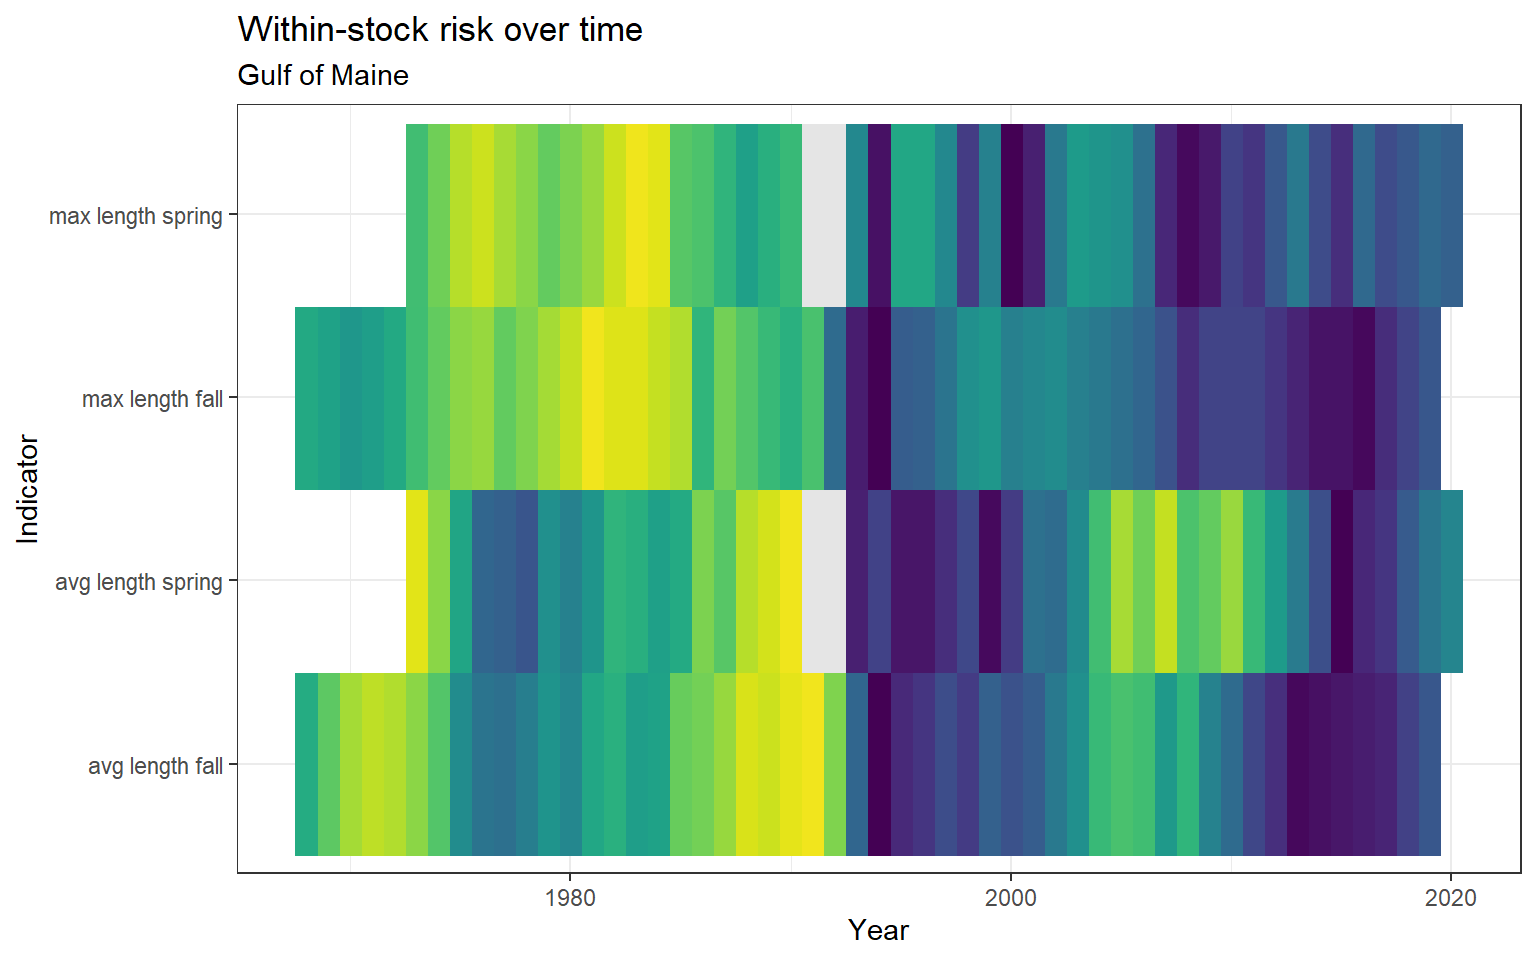 Within-stock risk over time
Gulf of Maine
max length spring
max length fall
avg length spring
avg length fall
Indicator
1980
2000
2020
Year